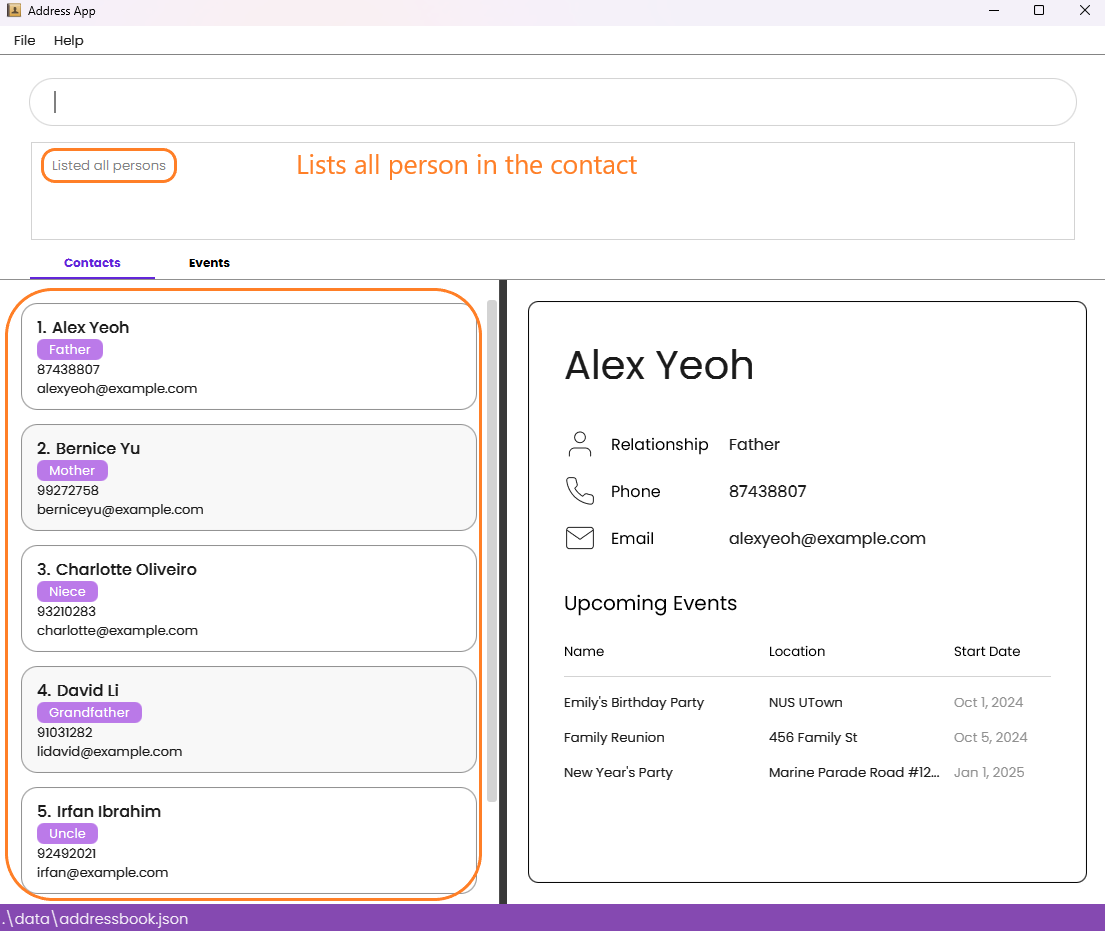 Address App
File Help
Listed all persons
Lists all person in the contact
Contacts Events
1. Alex Yeoh
Father
87438807
alexyeoh@example.com
2. Bernice Yu
Mother
99272758
berniceyu@example.com
3. Charlotte Oliveiro
Niece
93210283
charlotte@example.com
4. David Li
Grandfather
91031282
lidavid@example.com
5. Irfan Ibrahim
Uncle
92492021
irfan@example.com
Alex Yeoh
Relationship Father
Phone 87438807
Email alexyeoh@example.com
Upcoming Events
Name Location Start Date
Emily's Birthday Party NUS UTown Oct 1, 2024
Family Reunion 456 Family St Oct 5, 2024
New Year's Party Marine Parade Road #12... Jan 1, 2025
.\data\addressbook.json